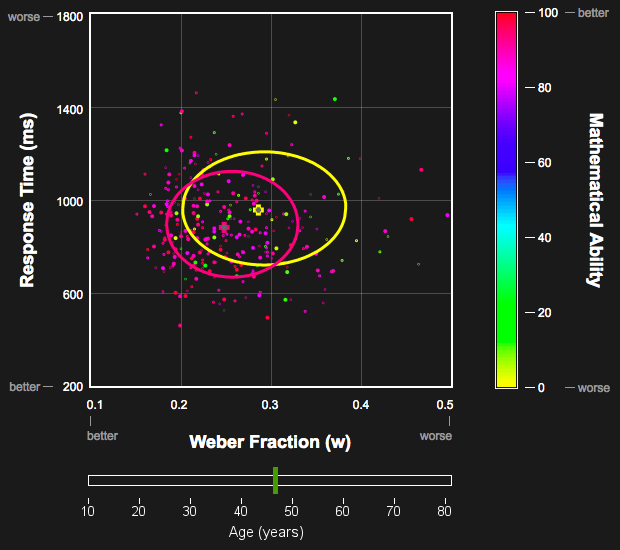 worse
1800
1400
1000
600
better
200
Response Time (ms)
0.1
0.2
0.3
0.4
0.5
better
worse
Weber Fraction (w)
10
20
30
40
50
60
70
80
Age (years)
100
better
80
60
40
20
0
worse
Mathematical Ability